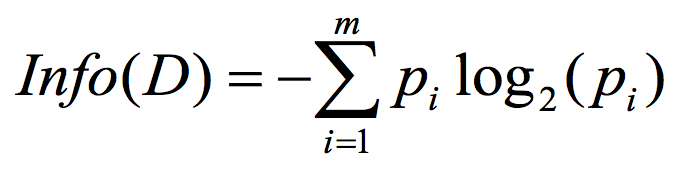 Info(D) = −∑_{i=1}^{m} p_i log_2(p_i)